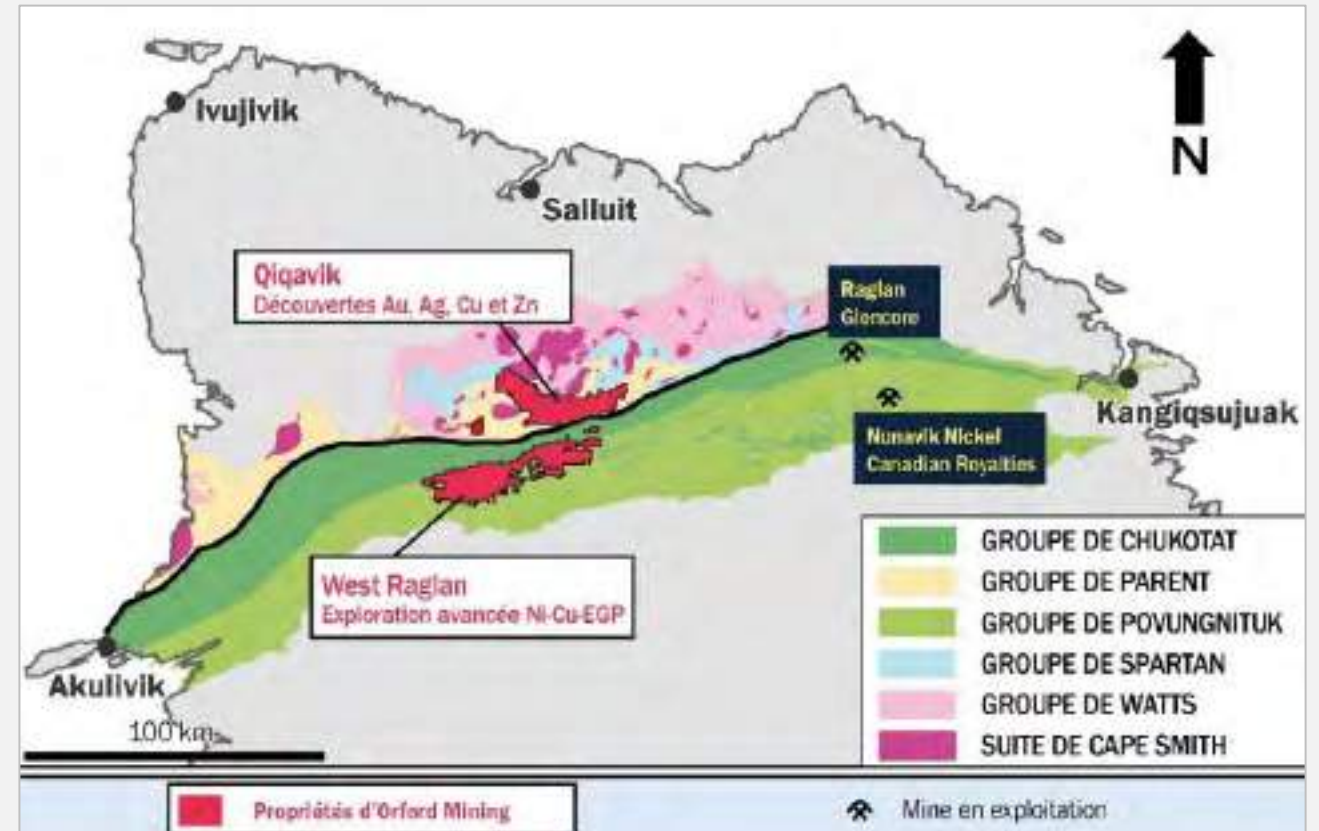 N
Ivujivik
Salluit
Qiqavik
Découvertes Au, Ag, Cu et Zn
Raglan
Glencore
Kangiqsujuak
Nunavik Nickel
Canadian Royalties
West Raglan
Exploration avancée Ni-Cu-EGP
Akulivik
100 km
GROUPE DE CHUKOTAT
GROUPE DE PARENT
GROUPE DE POVUNGNITUK
GROUPE DE SPARTAN
GROUPE DE WATTS
SUITE DE CAPE SMITH
Propriétés d'Orford Mining
Mine en exploitation